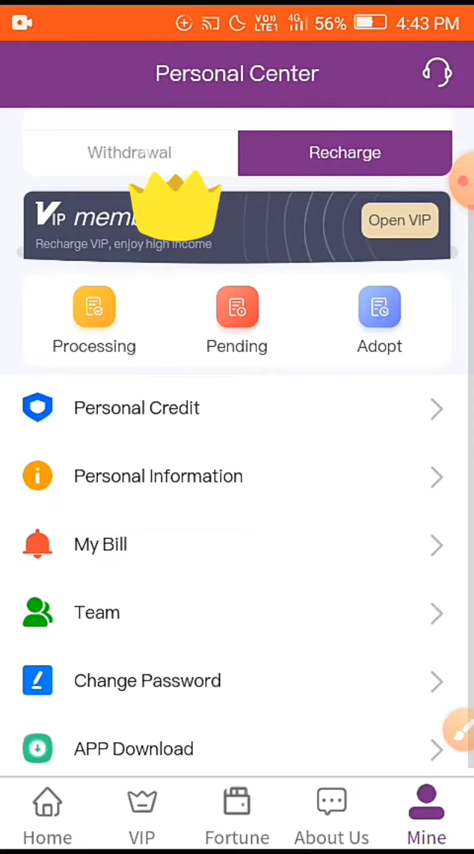 56% 4:43 PM
Personal Center
Withdrawal Recharge
VIP
Open VIP
Recharge VIP, enjoy high income
Processing Pending Adopt
Personal Credit
Personal Information
My Bill
Team
Change Password
APP Download
Home VIP Fortune About Us Mine